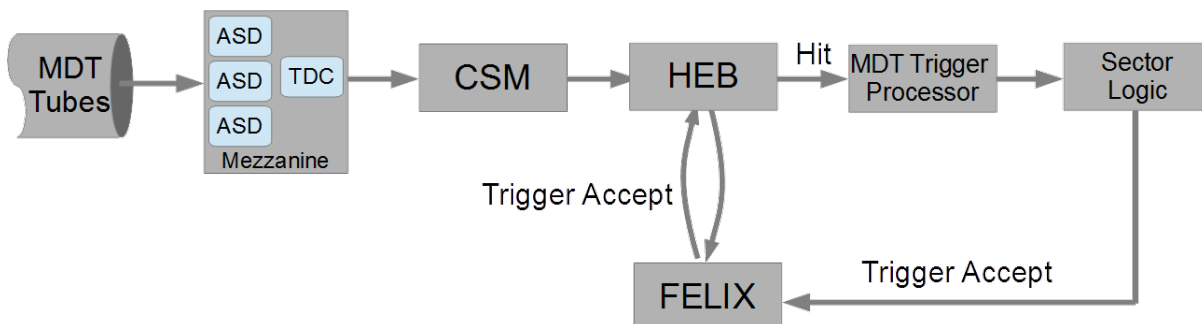 MDT
Tubes
ASD
ASD
ASD
TDC
Mezzanine
CSM
HEB
Hit
MDT Trigger
Processor
Sector
Logic
Trigger Accept
FELIX
Trigger Accept